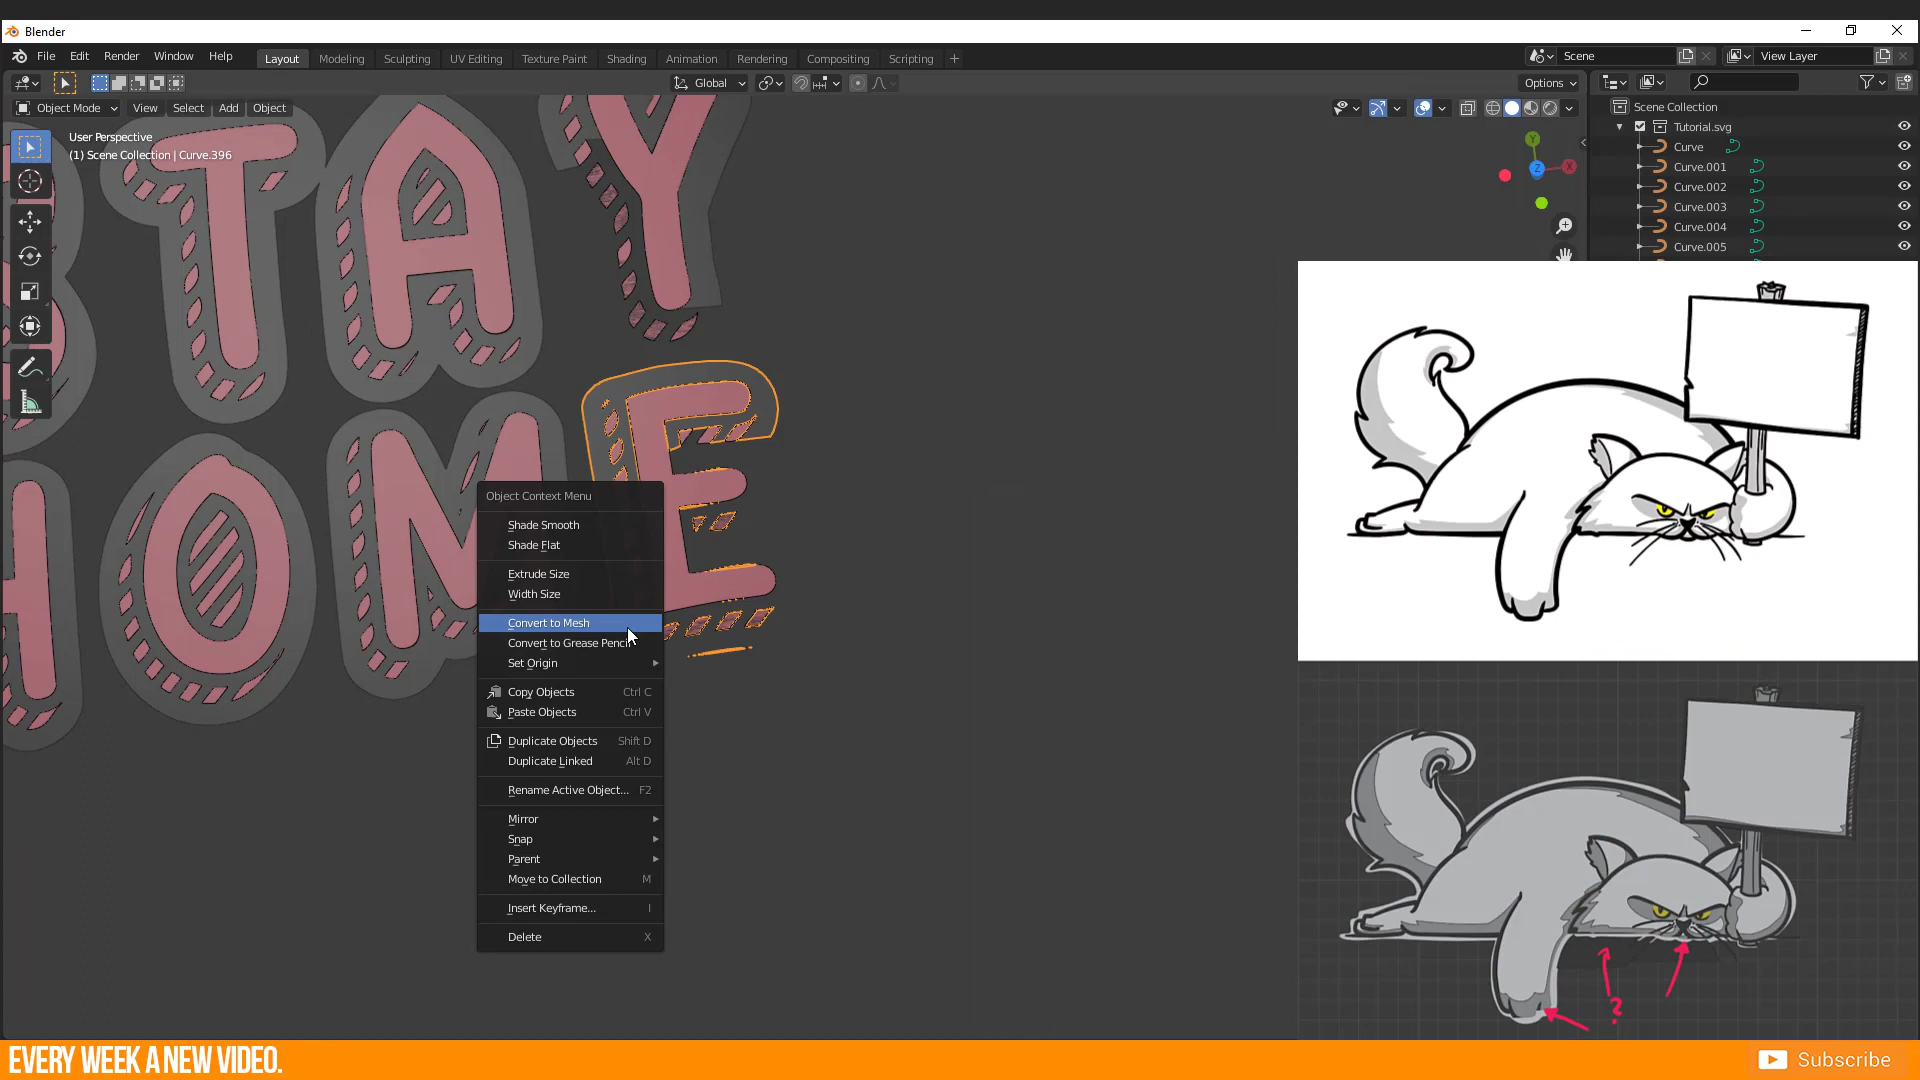 Blender
File Edit Render Window Help
Layout Modeling Sculpting UV Editing Texture Paint Shading Animation Rendering Compositing Scripting +
Scene
View Layer
Global
Options
Object Mode View Select Add Object
User Perspective
(1) Scene Collection | Curve.396
Y
X
Z
Scene Collection
Tutorial.svg
Curve
Curve.001
Curve.002
Curve.003
Curve.004
Curve.005
STAY
HOME
Object Context Menu
Shade Smooth
Shade Flat
Extrude Size
Width Size
Convert to Mesh
Convert to Grease Pencil
Set Origin
Copy Objects Ctrl C
Paste Objects Ctrl V
Duplicate Objects Shift D
Duplicate Linked Alt D
Rename Active Object... F2
Mirror
Snap
Parent
Move to Collection M
Insert Keyframe... I
Delete X
?
EVERY WEEK A NEW VIDEO.
Subscribe